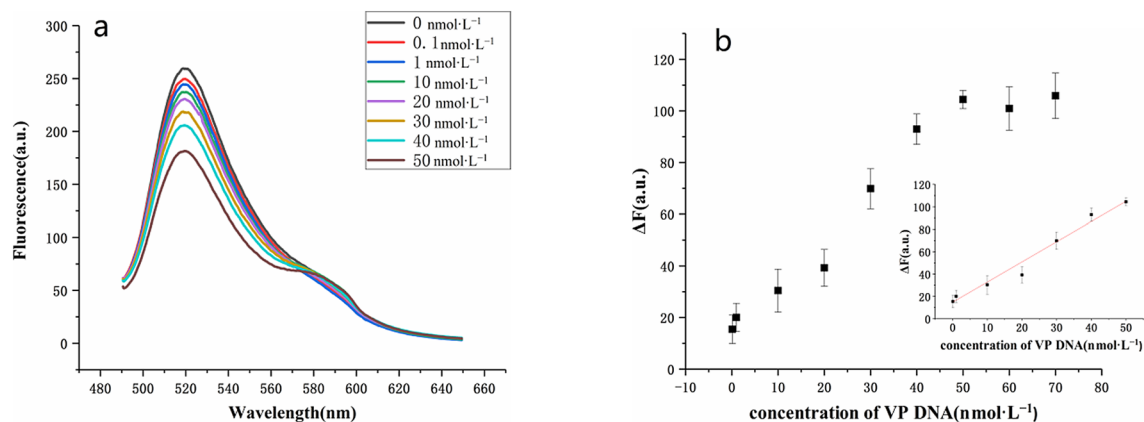 a
300
250
200
150
100
50
0
Fluorescence(a.u.)
480 500 520 540 560 580 600 620 640 660
Wavelength(nm)
0 nmol·L⁻¹
0.1nmol·L⁻¹
1 nmol·L⁻¹
10 nmol·L⁻¹
20 nmol·L⁻¹
30 nmol·L⁻¹
40 nmol·L⁻¹
50 nmol·L⁻¹
b
120
100
80
60
40
20
0
ΔF(a.u.)
-10 0 10 20 30 40 50 60 70 80
concentration of VP DNA(nmol·L⁻¹)
120
100
80
60
40
20
0
ΔF(a.u.)
0 10 20 30 40 50
concentration of VP DNA(nmol·L⁻¹)